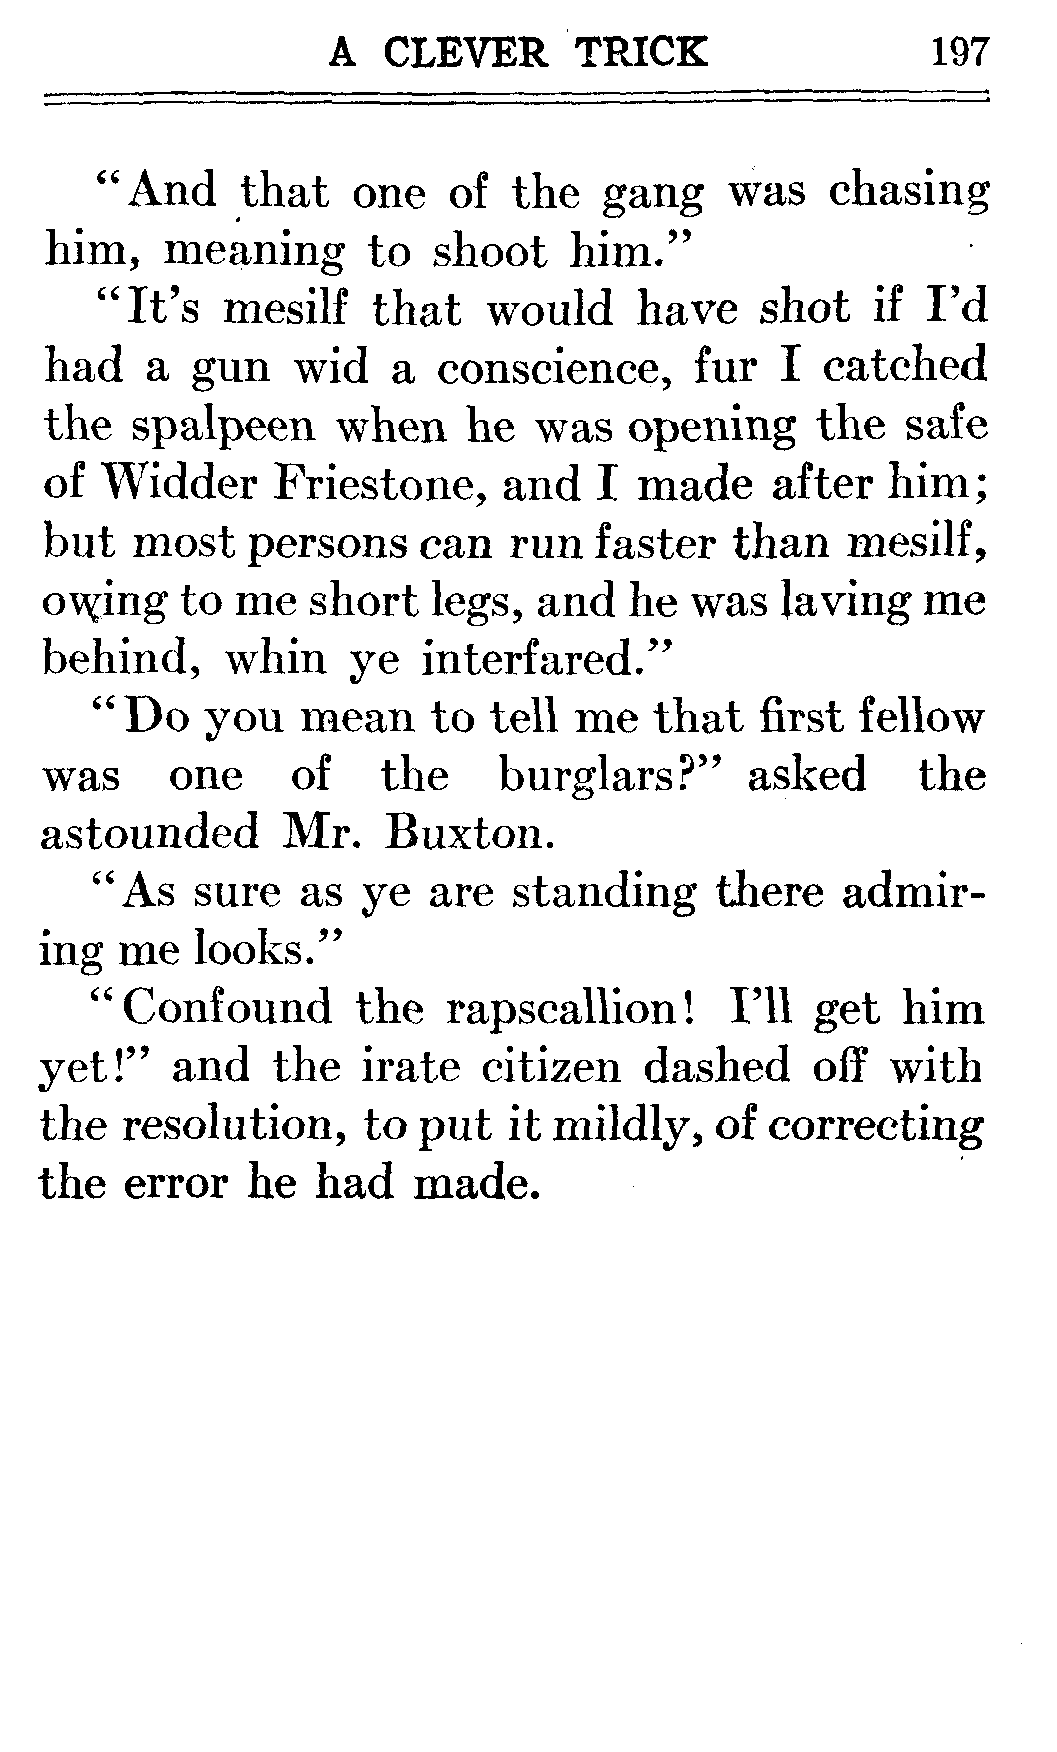 A CLEVER TRICK 197
“And that one of the gang was chasing
him, meaning to shoot him.”
“It’s mesilf that would have shot if I’d
had a gun wid a conscience, fur I catched
the spalpeen when he was opening the safe
of Widder Friestone, and I made after him;
but most persons can run faster than mesilf,
owing to me short legs, and he was laving me
behind, whin ye interfared.”
“Do you mean to tell me that first fellow
was one of the burglars?” asked the
astounded Mr. Buxton.
“As sure as ye are standing there admir-
ing me looks.”
“Confound the rapscallion! I’ll get him
yet!” and the irate citizen dashed off with
the resolution, to put it mildly, of correcting
the error he had made.